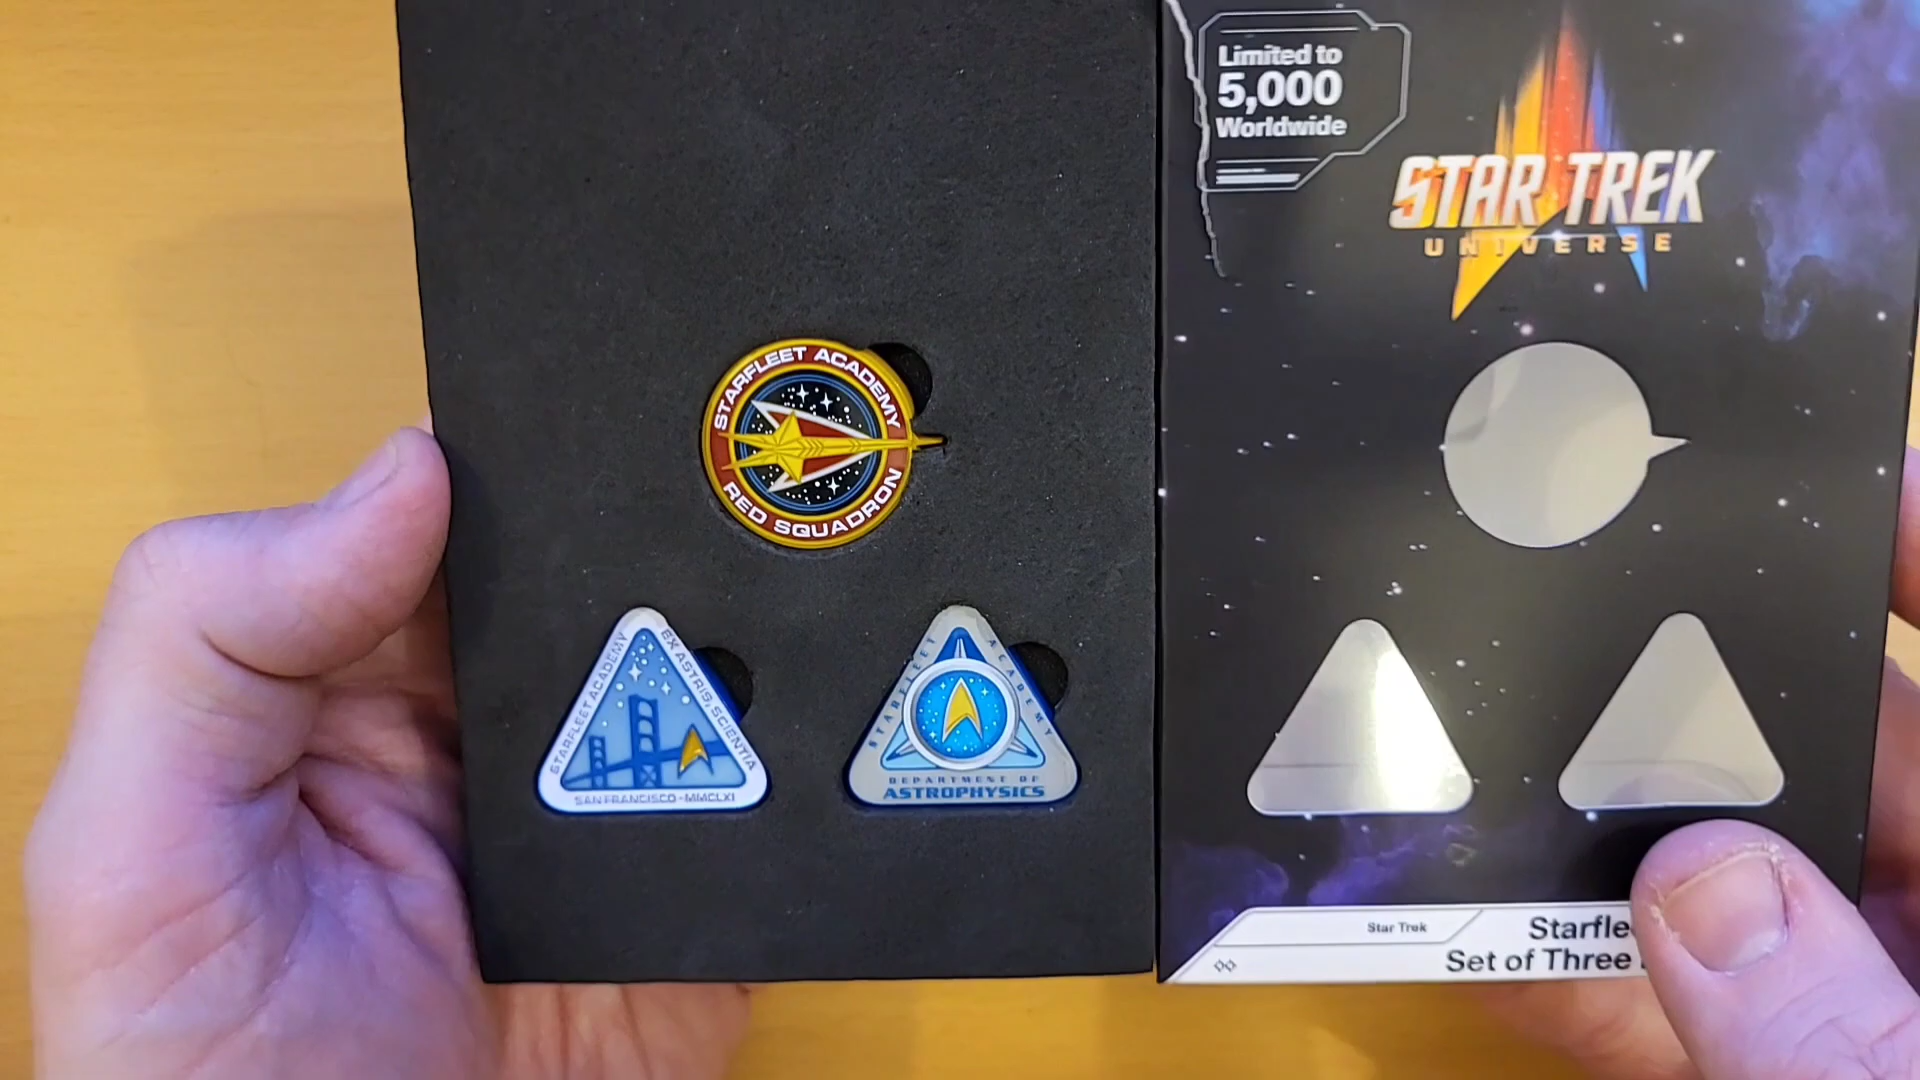 Limited to
5,000
Worldwide
STAR TREK
UNIVERSE
STARFLEET ACADEMY
RED SQUADRON
STARFLEET ACADEMY
EX ASTRIS, SCIENTIA
SAN FRANCISCO - MMCLXI
STARFLEET ACADEMY
DEPARTMENT OF
ASTROPHYSICS
Star Trek
Set of Three